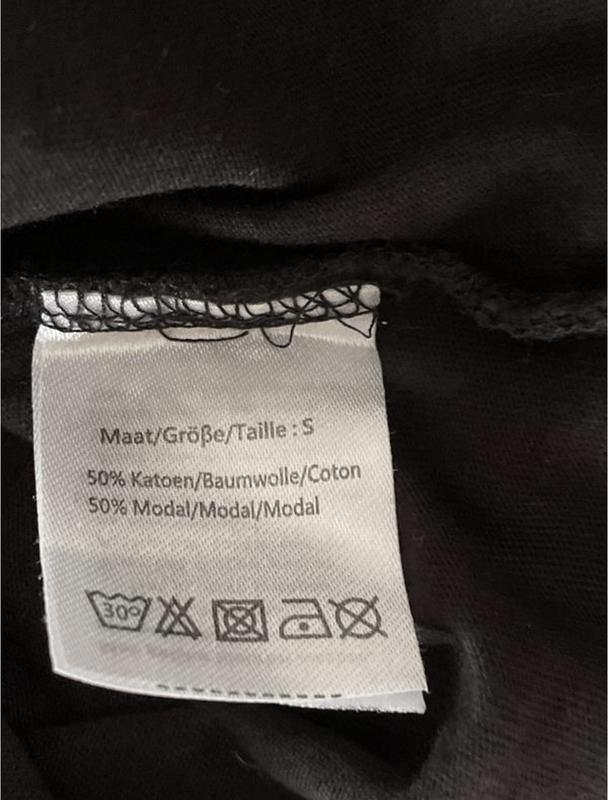 Maat/Größe/Taille : S
50% Katoen/Baumwolle/Coton
50% Modal/Modal/Modal
30°